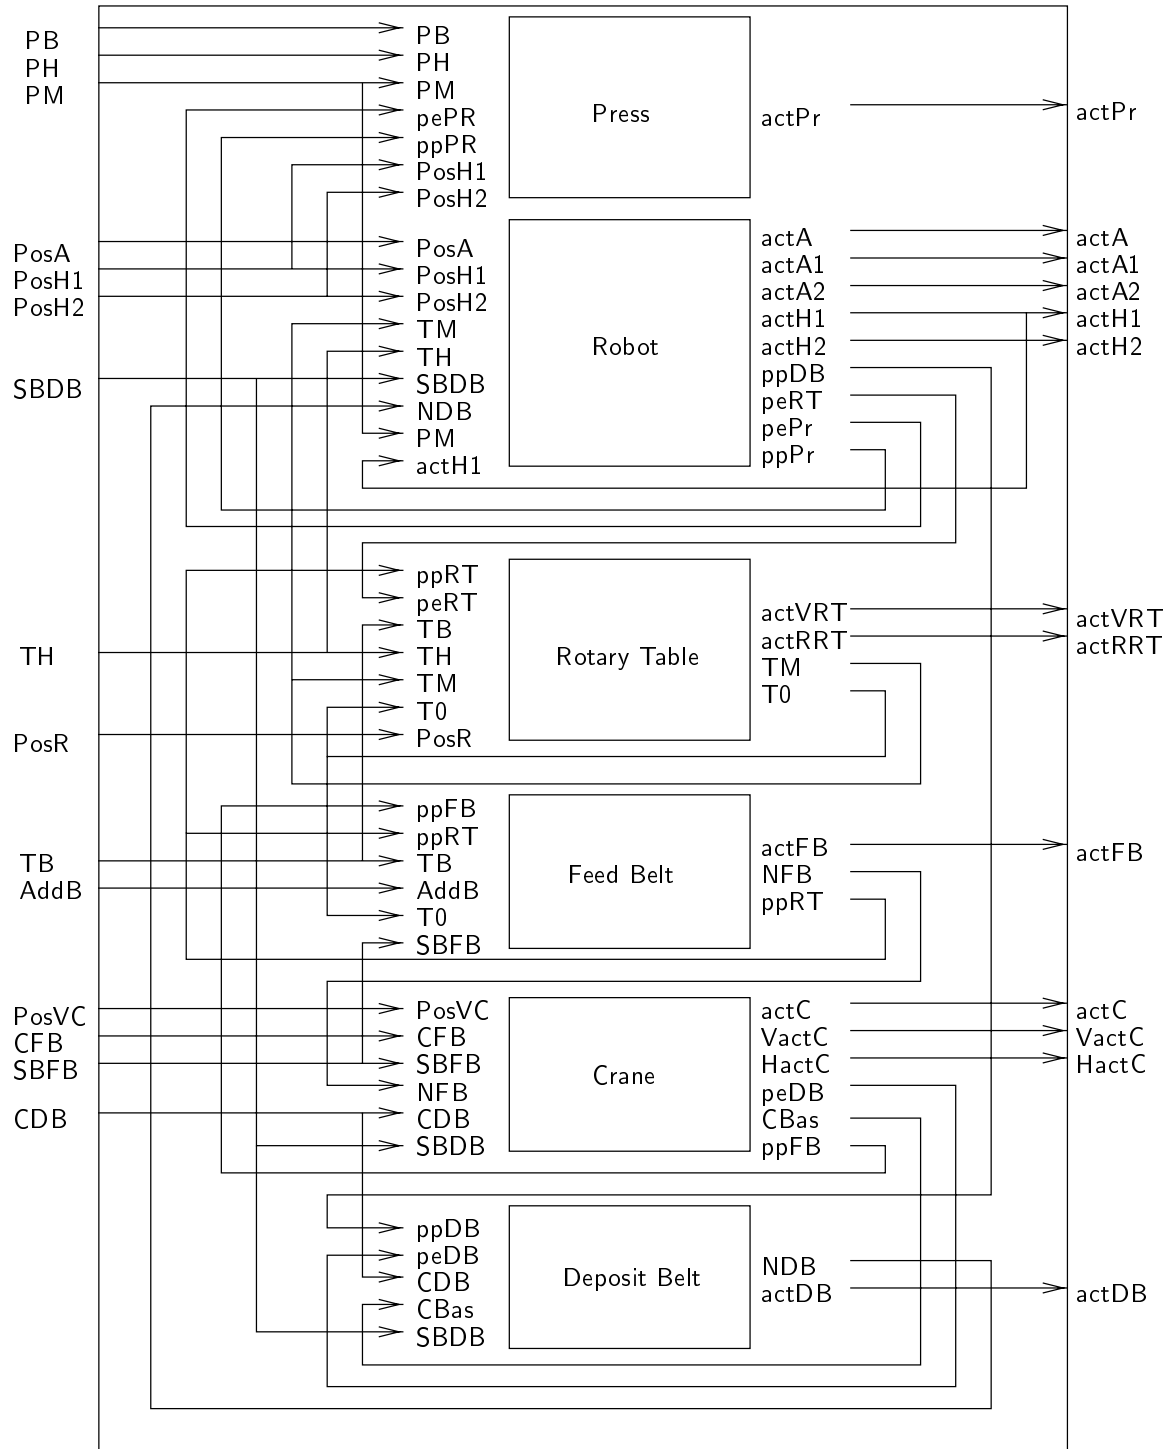 PB
PH
PM
PB
PH
PM
pePR
ppPR
PosH1
PosH2
Press
actPr
actPr
PosA
PosH1
PosH2
SBDB
PosA
PosH1
PosH2
TM
TH
SBDB
NDB
PM
actH1
Robot
actA
actA1
actA2
actH1
actH2
ppDB
peRT
pePr
ppPr
actA
actA1
actA2
actH1
actH2
TH
PosR
ppRT
peRT
TB
TH
TM
T0
PosR
Rotary Table
actVRT
actRRT
TM
T0
actVRT
actRRT
TB
AddB
ppFB
ppRT
TB
AddB
T0
SBFB
Feed Belt
actFB
NFB
ppRT
actFB
PosVC
CFB
SBFB
CDB
PosVC
CFB
SBFB
NFB
CDB
SBDB
Crane
actC
VactC
HactC
peDB
CBas
ppFB
actC
VactC
HactC
ppDB
peDB
CDB
CBas
SBDB
Deposit Belt
NDB
actDB
actDB